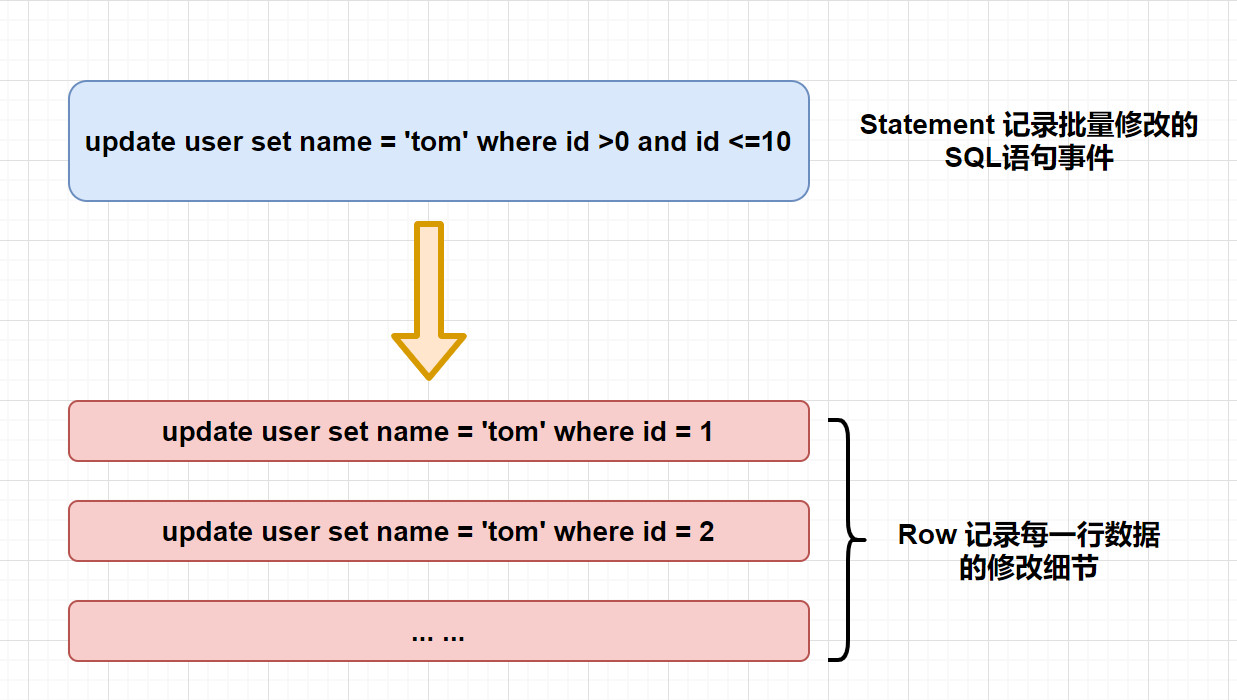 update user set name = 'tom' where id >0 and id <=10
Statement 记录批量修改的
SQL语句事件
update user set name = 'tom' where id = 1
update user set name = 'tom' where id = 2
... ...
Row 记录每一行数据
的修改细节